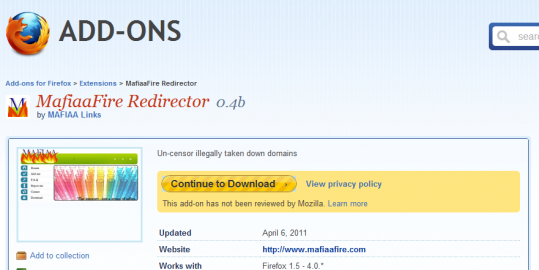 ADD-ONS
sear
Add-ons for Firefox > Extensions > MafiaaFire Redirector
MafiaaFire Redirector 0.4b
by MAFIAA Links
MAFIAA
Un-censor illegally taken down domains
Continue to Download → View privacy policy
This add-on has not been reviewed by Mozilla. Learn more
Updated April 6, 2011
Website http://www.mafiaafire.com
Add to collection
Works with Firefox 1.5 - 4.0.*